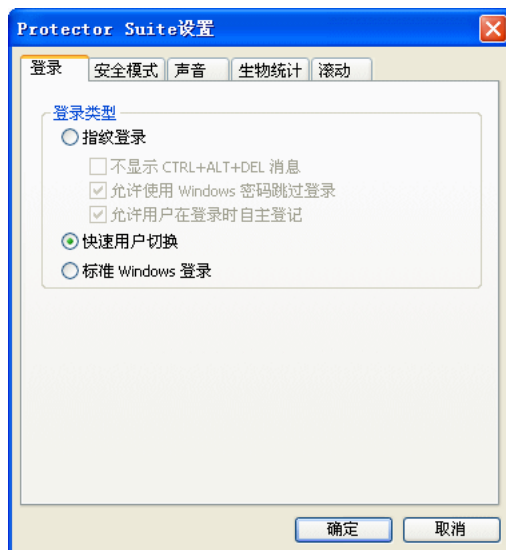 Protector Suite设置
登录 安全模式 声音 生物统计 滚动
登录类型
指纹登录
不显示 CTRL+ALT+DEL 消息
允许使用 Windows 密码跳过登录
允许用户在登录时自主登记
快速用户切换
标准 Windows 登录
确定 取消